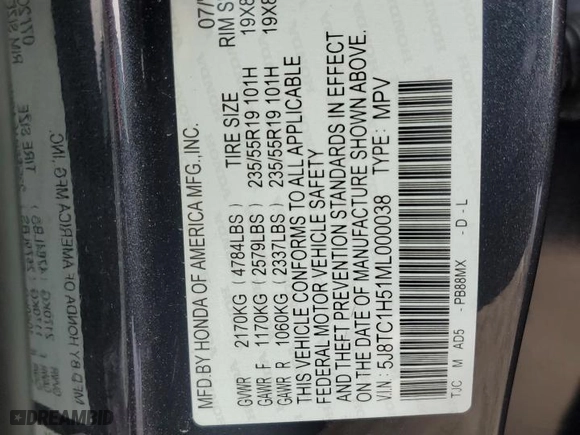 MFD.BY HONDA OF AMERICA MFG.,INC. 07/
TIRE SIZE RIM S
GVWR 2170KG (4784LBS)
GAWR F 1170KG (2579LBS) 235/55R19 101H 19X8
GAWR R 1060KG (2337LBS) 235/55R19 101H 19X8
THIS VEHICLE CONFORMS TO ALL APPLICABLE
FEDERAL MOTOR VEHICLE SAFETY
AND THEFT PREVENTION STANDARDS IN EFFECT
ON THE DATE OF MANUFACTURE SHOWN ABOVE.
VIN: 5J8TC1H51ML000038 TYPE: MPV
TJC M AD5 -PB88MX -D-L
DREAMBID